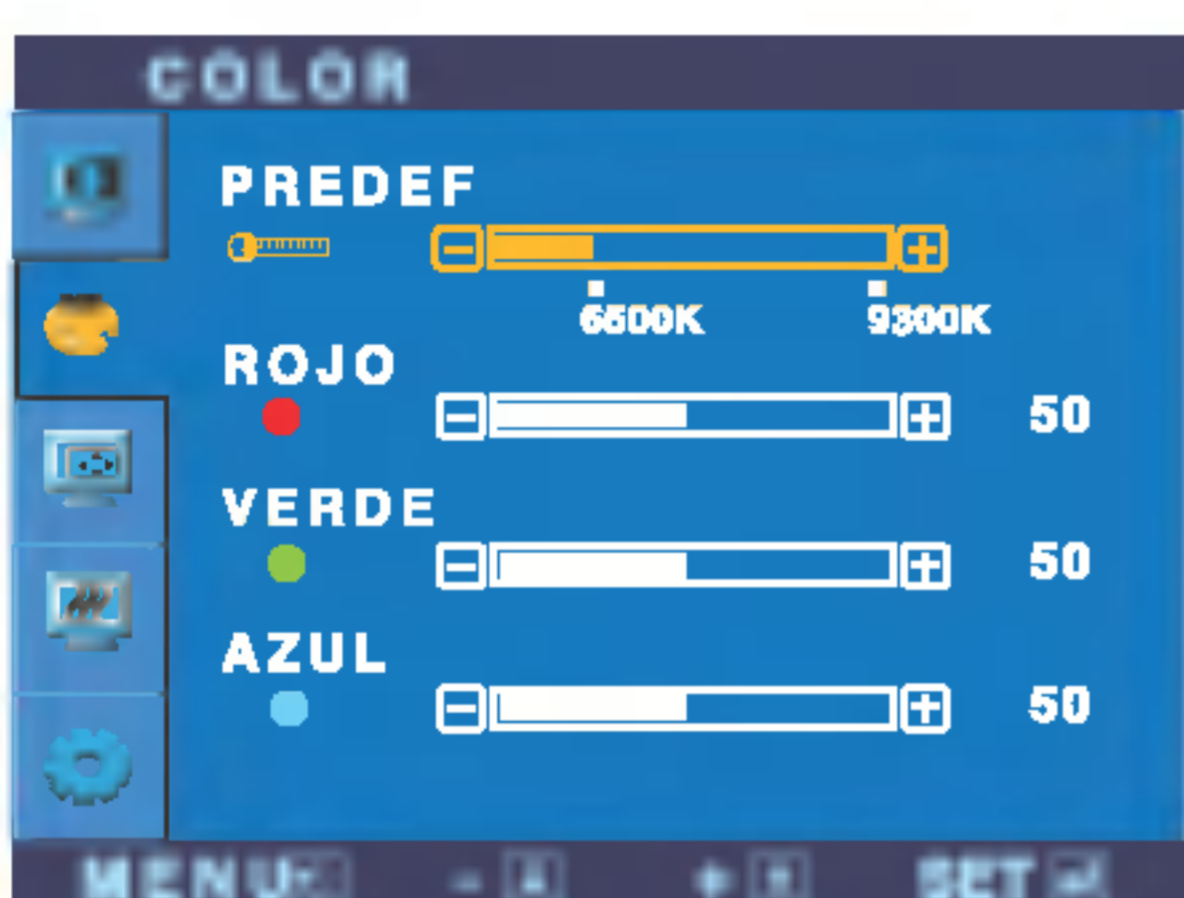 COLOR
PREDEF
6500K 9300K
ROJO
50
VERDE
50
AZUL
50
MENU - + SET